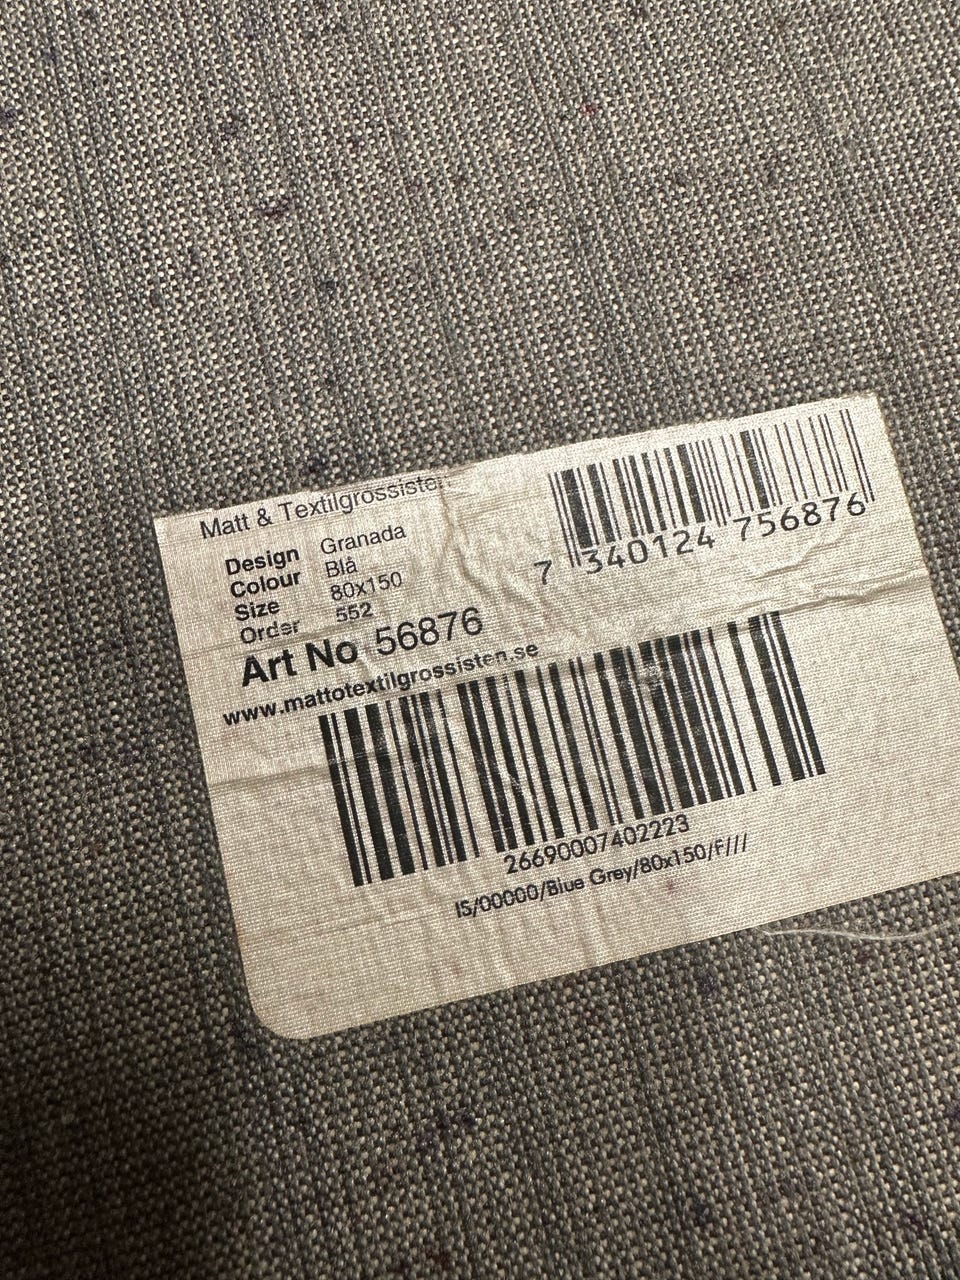 Matt & Textilgrossisten
Design Granada
Colour Blå
Size 80x150
Order 552
Art No 56876
www.mattotextilgrossisten.se
7 340124 756876
26690007402223
IS/00000/Blue Grey/80x150/F///